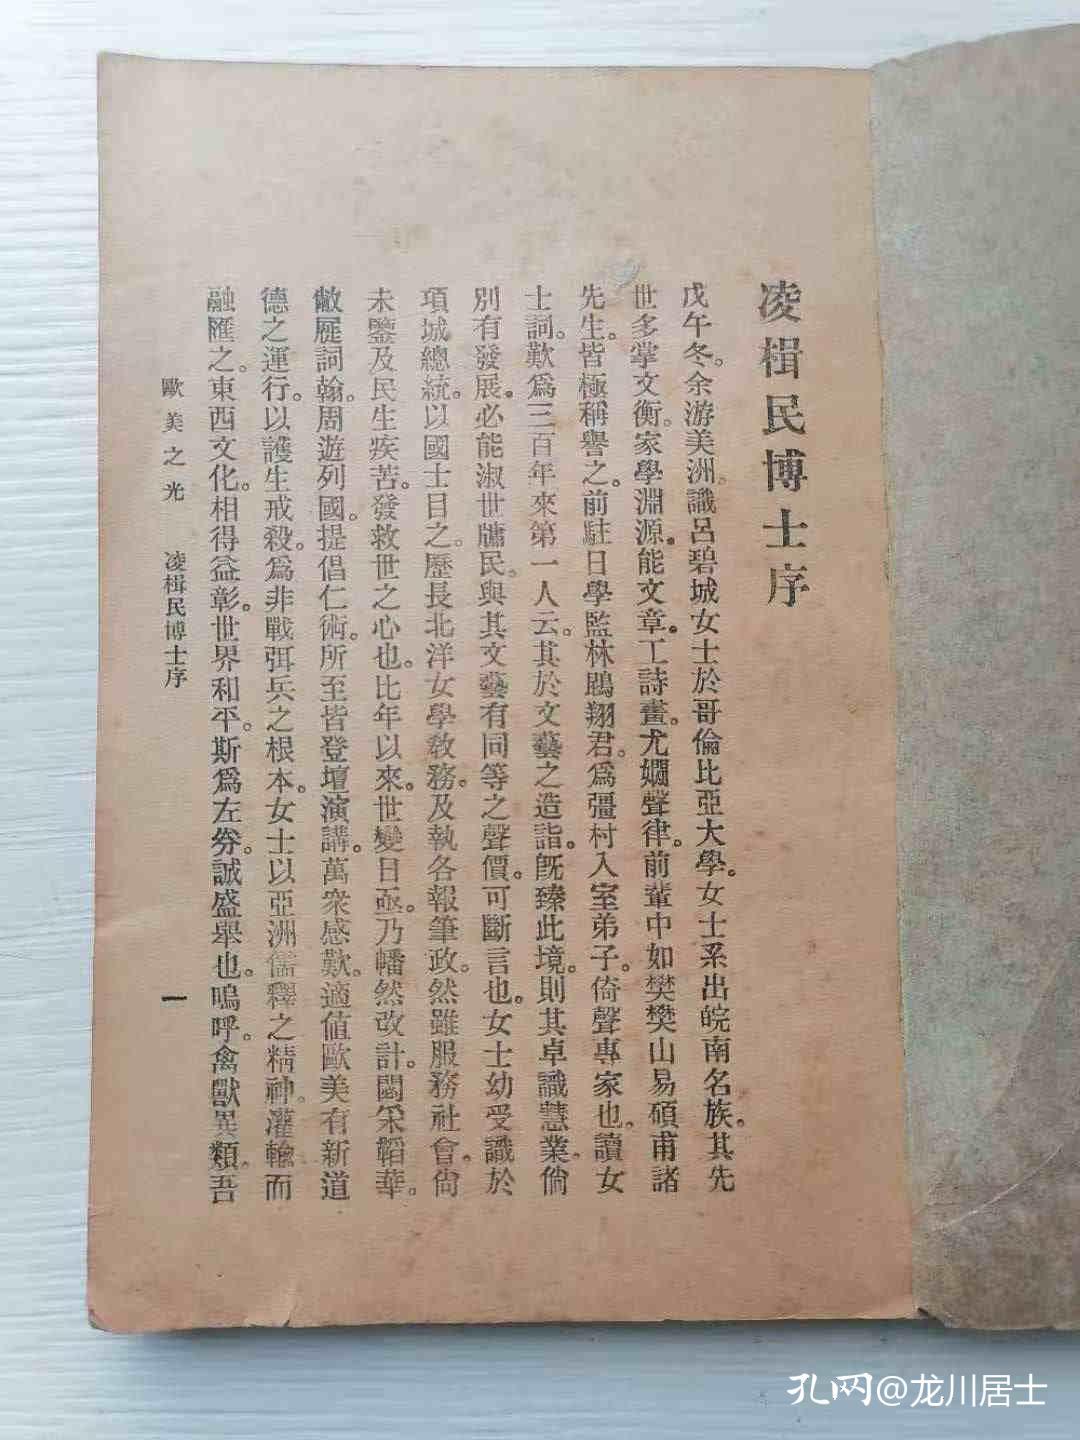 凌楫民博士序
戊午冬。余游美洲。識呂碧城女士於哥倫比亞大學。女士系出皖南名族。其先
世多掌文衡。家學淵源。能文章。工詩畫。尤嫻聲律。前輩中如樊樊山易碩甫諸
先生。皆極稱譽之。前駐日學監林鵾翔君。爲彊村入室弟子。倚聲專家也。讀女
士詞。歎爲三百年來第一人云。其於文藝之造詣。旣臻此境。則其卓識慧業。倘
別有發展。必能淑世牖民。與其文藝有同等之聲價。可斷言也。女士幼受識於
項城總統。以國士目之。歷長北洋女學敎務。及執各報筆政。然雖服務社會。尙
未鑒及民生疾苦。發救世之心也。比年以來。世變日亟。乃幡然改計。閟采韜華。
敝屣詞翰。周遊列國。提倡仁術。所至皆登壇演講。萬衆感歎。適値歐美有新道
德之運行。以護生戒殺。爲非戰弭兵之根本。女士以亞洲儒釋之精神。灌輸而
融匯之。東西文化。相得益彰。世界和平。斯爲左劵。誠盛舉也。嗚呼。禽獸異類。吾
歐美之光 凌楫民博士序 一
孔网@龙川居士